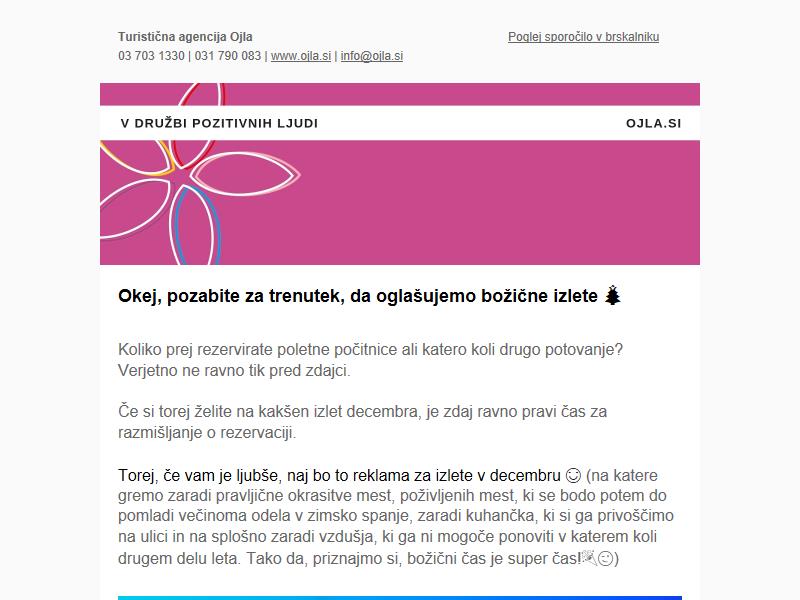 Turistična agencija Ojla
Poglej sporočilo v brskalniku
03 703 1330 | 031 790 083 | www.ojla.si | info@ojla.si
V DRUŽBI POZITIVNIH LJUDI
OJLA.SI
Okej, pozabite za trenutek, da oglašujemo božične izlete 🎄
Koliko prej rezervirate poletne počitnice ali katero koli drugo potovanje?
Verjetno ne ravno tik pred zdajci.
Če si torej želite na kakšen izlet decembra, je zdaj ravno pravi čas za
razmišljanje o rezervaciji.
Torej, če vam je ljubše, naj bo to reklama za izlete v decembru 😉 (na katere
gremo zaradi pravljične okrasitve mest, poživljenih mest, ki se bodo potem do
pomladi večinoma odela v zimsko spanje, zaradi kuhančka, ki si ga privoščimo
na ulici in na splošno zaradi vzdušja, ki ga ni mogoče ponoviti v katerem koli
drugem delu leta. Tako da, priznajmo si, božični čas je super čas!🎉😊)